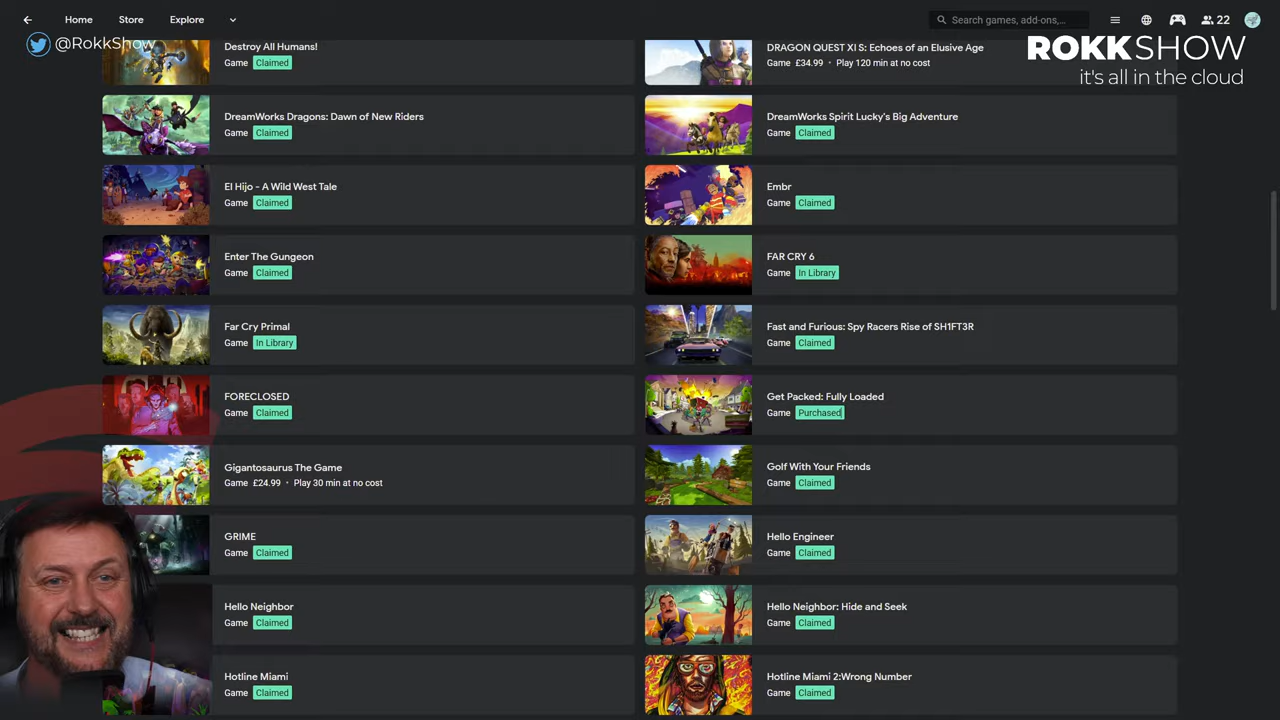 Home
Store
Explore
Search games, add-ons,...
22
@RokkShow
ROKKSHOW
it's all in the cloud
Destroy All Humans!
Game Claimed
DRAGON QUEST XI S: Echoes of an Elusive Age
Game £34.99 • Play 120 min at no cost
DreamWorks Dragons: Dawn of New Riders
Game Claimed
DreamWorks Spirit Lucky's Big Adventure
Game Claimed
El Hijo - A Wild West Tale
Game Claimed
Embr
Game Claimed
Enter The Gungeon
Game Claimed
FAR CRY 6
Game In Library
Far Cry Primal
Game In Library
Fast and Furious: Spy Racers Rise of SH1FT3R
Game Claimed
FORECLOSED
Game Claimed
Get Packed: Fully Loaded
Game Purchased
Gigantosaurus The Game
Game £24.99 • Play 30 min at no cost
Golf With Your Friends
Game Claimed
GRIME
Game Claimed
Hello Engineer
Game Claimed
Hello Neighbor
Game Claimed
Hello Neighbor: Hide and Seek
Game Claimed
Hotline Miami
Game Claimed
Hotline Miami 2:Wrong Number
Game Claimed